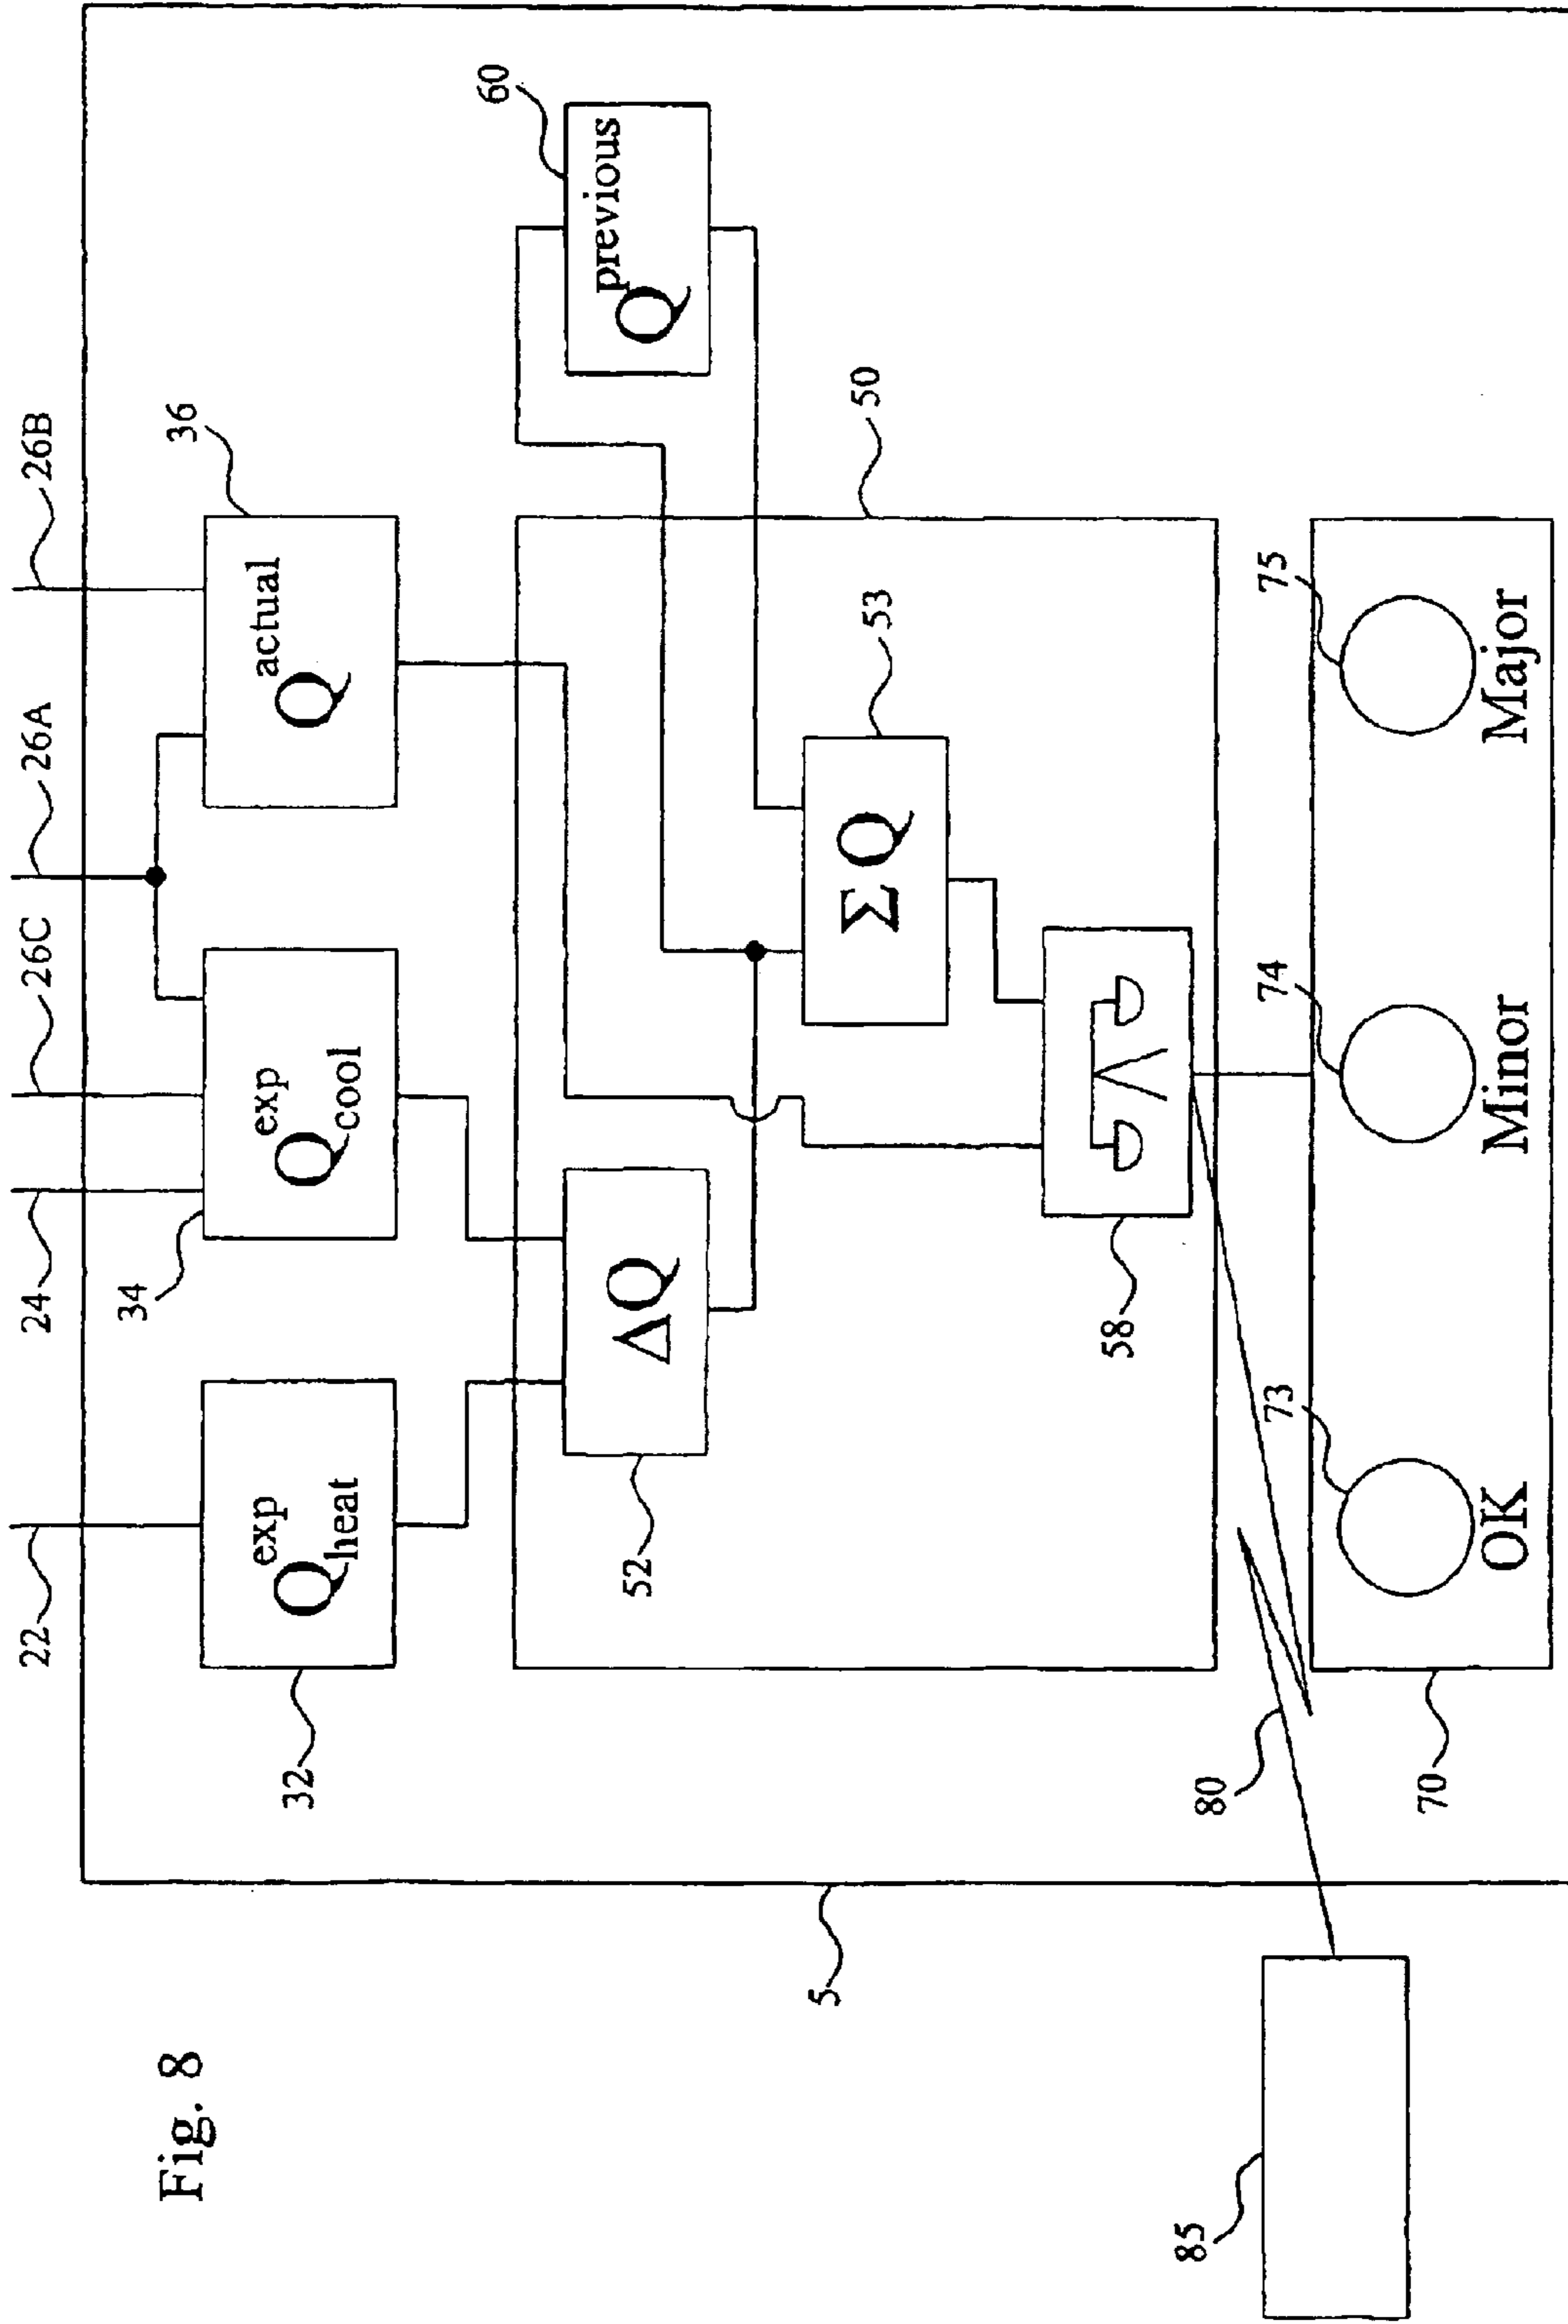 Fig. 8
22
24
26C
26A
26B
32
Q exp heat
34
Q exp cool
36
Q actual
60
Q previous
50
52
ΔQ
53
Σ Q
58
5
80
85
70
73
OK
74
Minor
75
Major